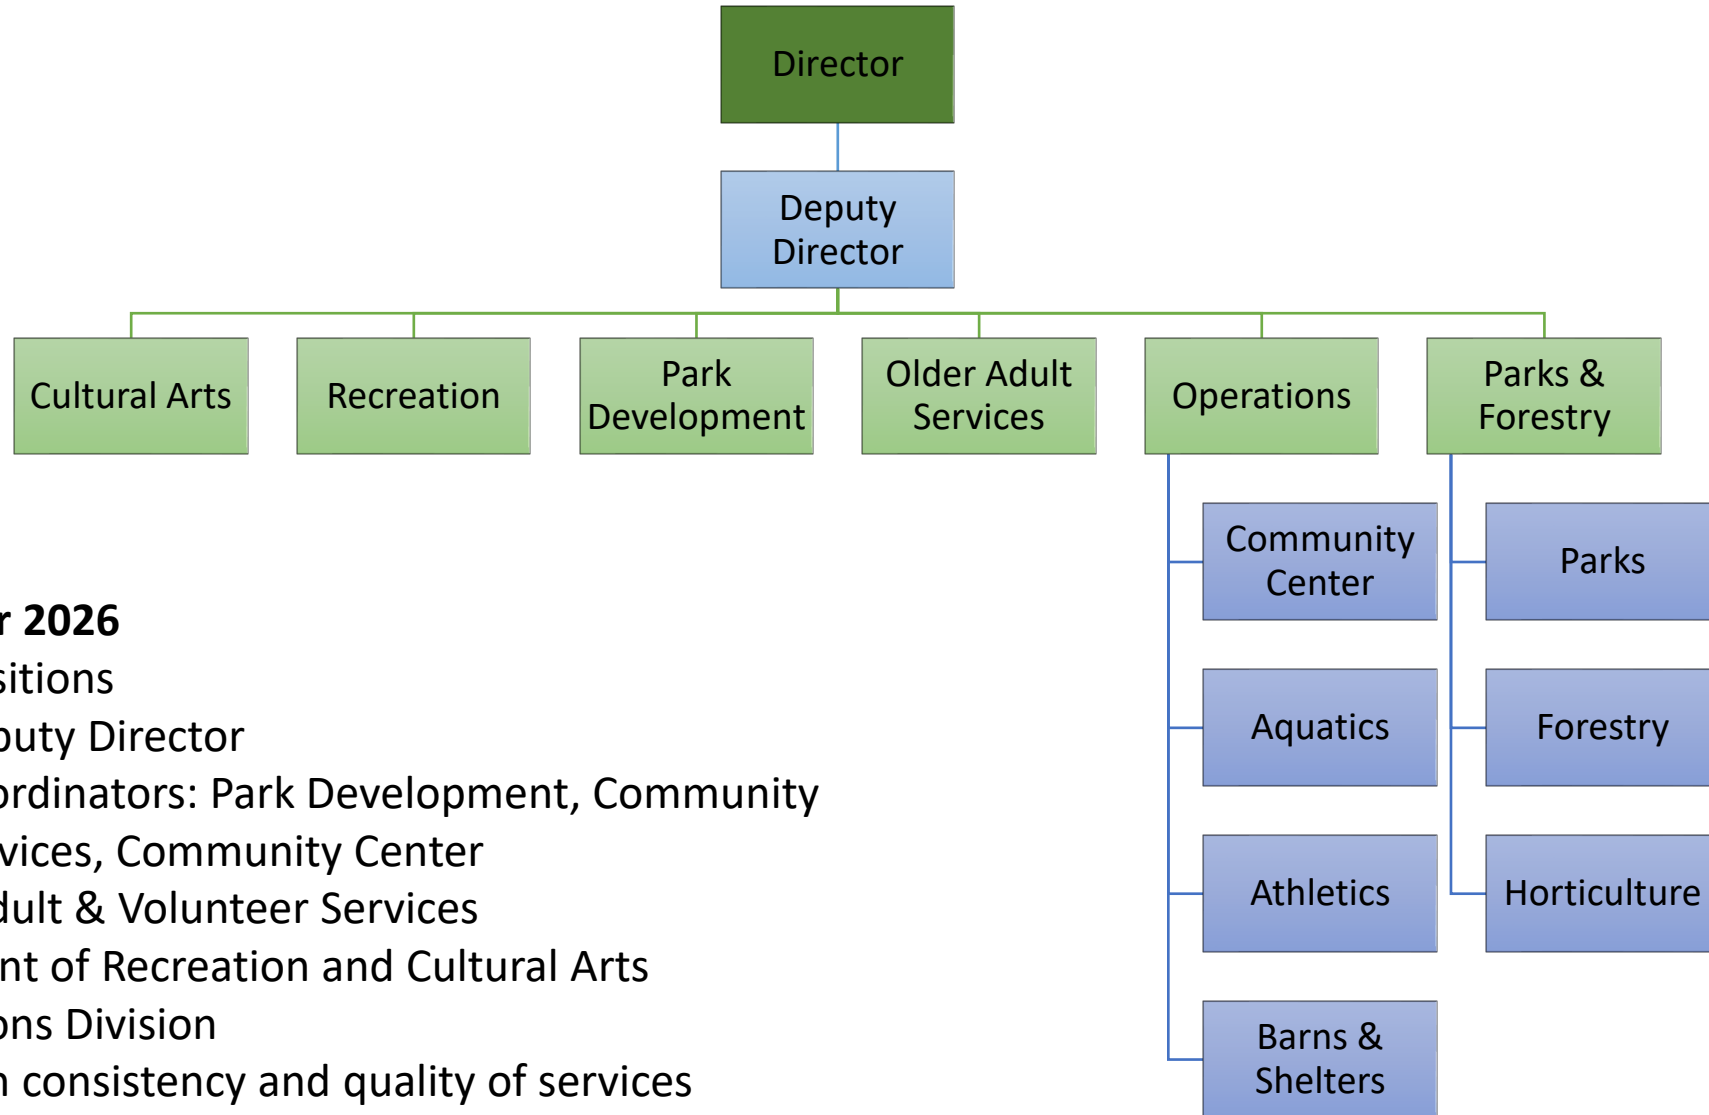 Director
Deputy
Director
Cultural Arts
Recreation
Park
Development
Older Adult
Services
Operations
Parks &
Forestry
Community
Center
Aquatics
Athletics
Barns &
Shelters
Parks
Forestry
Horticulture
r 2026
sitions
puty Director
ordinators: Park Development, Community
vices, Community Center
dult & Volunteer Services
nt of Recreation and Cultural Arts
ons Division
n consistency and quality of services